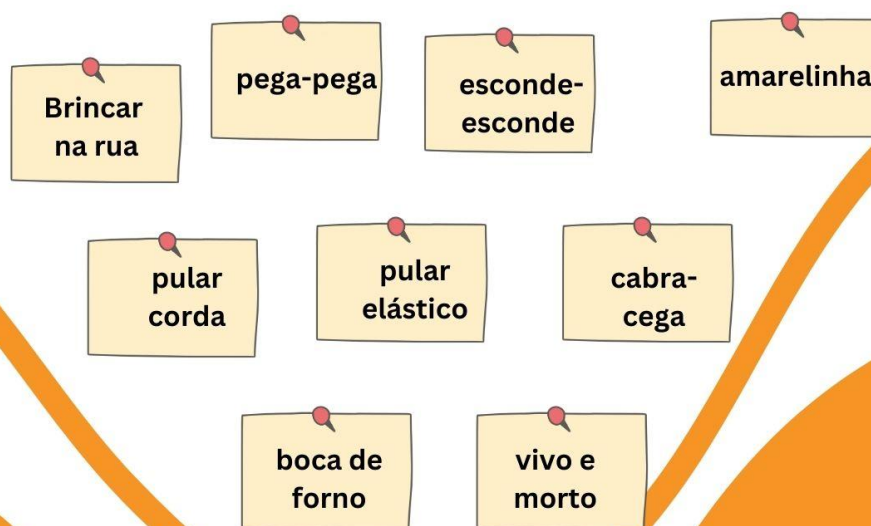 Brincar
na rua
pega-pega
esconde-
esconde
amarelinha
pular
corda
pular
elástico
cabra-
cega
boca de
forno
vivo e
morto